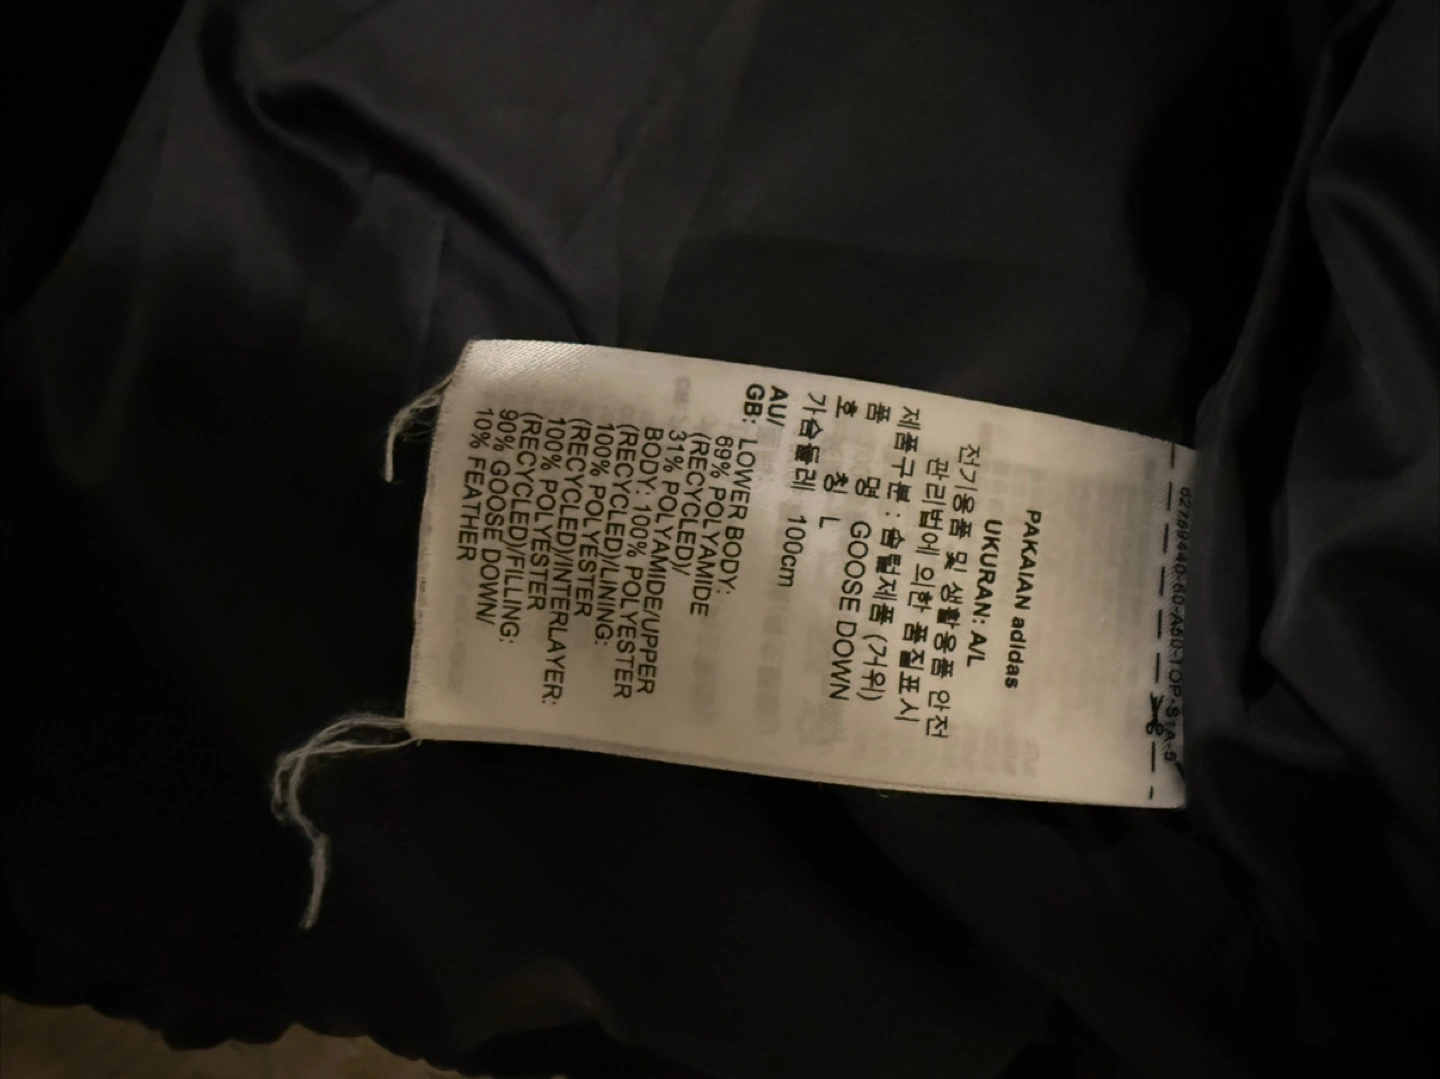 PAKAIAN adidas
UKURAN: A/L
전기용품 및 생활용품 안전
관리법에 의한 품질표시
제품구분 : 솜털제품 (거위)
품 명 GOOSE DOWN
호 칭 L
가슴둘레 100cm
AU/
GB: LOWER BODY:
69% POLYAMIDE
(RECYCLED)/
31% POLYAMIDE/UPPER
BODY: 100% POLYESTER
(RECYCLED)/LINING:
100% POLYESTER
(RECYCLED)/INTERLAYER:
100% POLYESTER
(RECYCLED)/FILLING:
90% GOOSE DOWN/
10% FEATHER